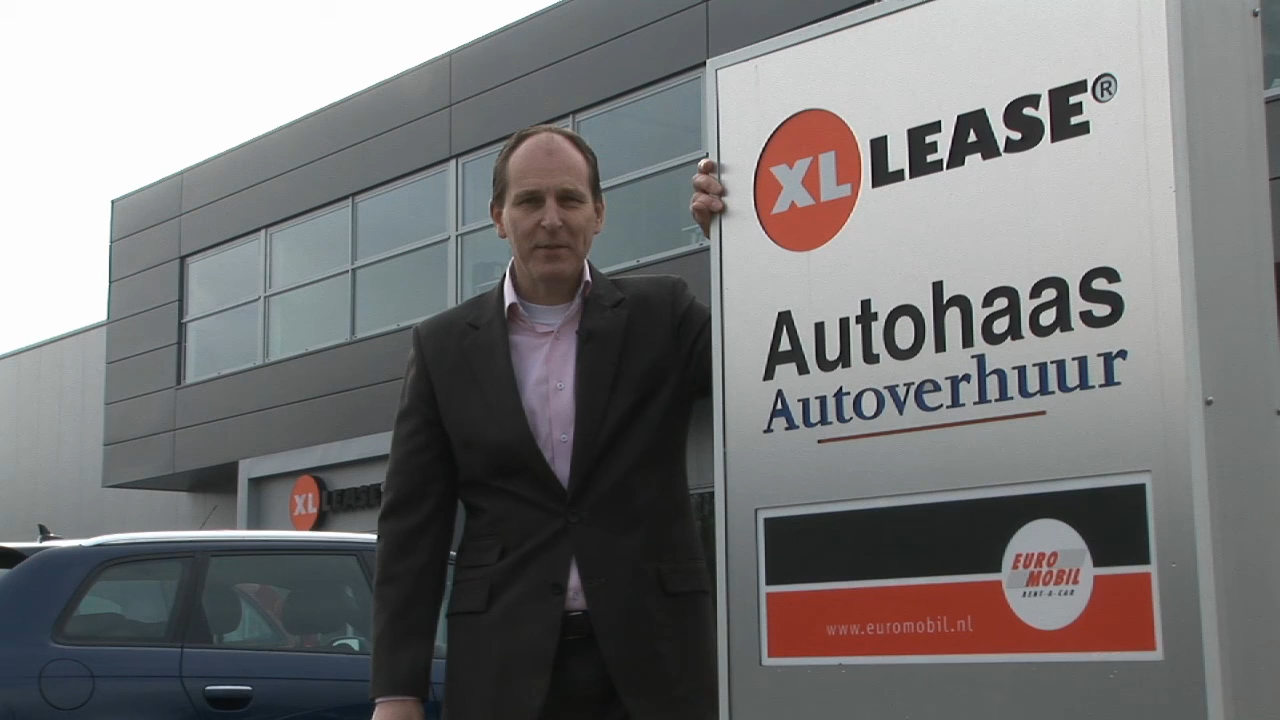 XL LEASE®
Autohaas
Autoverhuur
EURO
MOBIL
RENT-A-CAR
www.euromobil.nl
XL LEASE